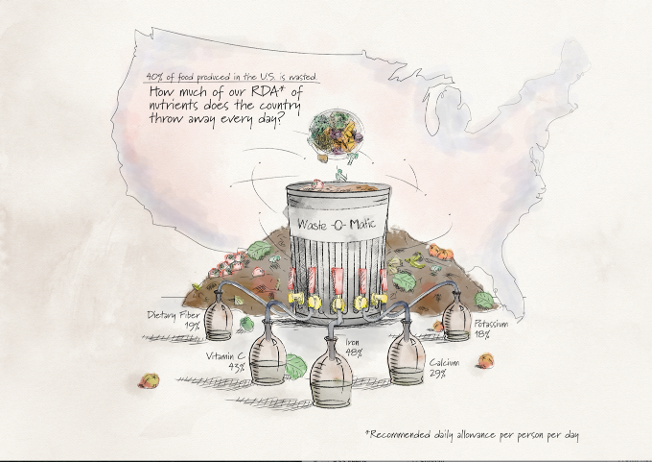 40% of food produced in the U.S. is wasted.
How much of our RDA* of
nutrients does the country
throw away every day?
Waste-O-Matic
Dietary Fiber
19%
Vitamin C
43%
Iron
48%
Calcium
29%
Potassium
18%
*Recommended daily allowance per person per day